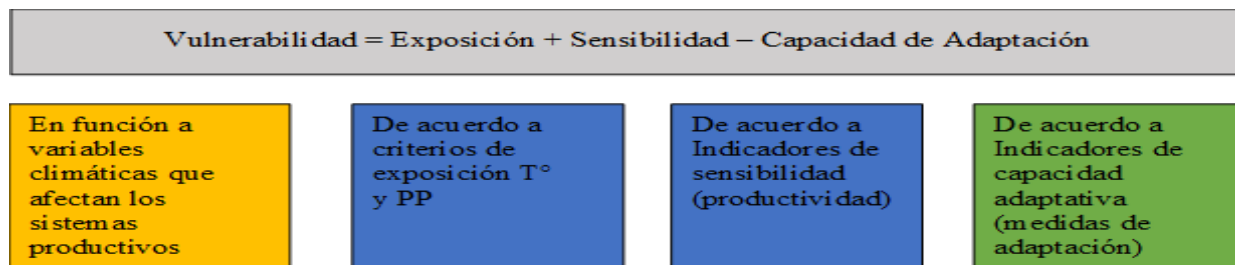 Vulnerabilidad = Exposición + Sensibilidad – Capacidad de Adaptación
En función a
variables
climáticas que
afectan los
sistemas
productivos
De acuerdo a
criterios de
exposición T°
y PP
De acuerdo a
Indicadores de
sensibilidad
(productividad)
De acuerdo a
Indicadores de
capacidad
adaptativa
(medidas de
adaptación)